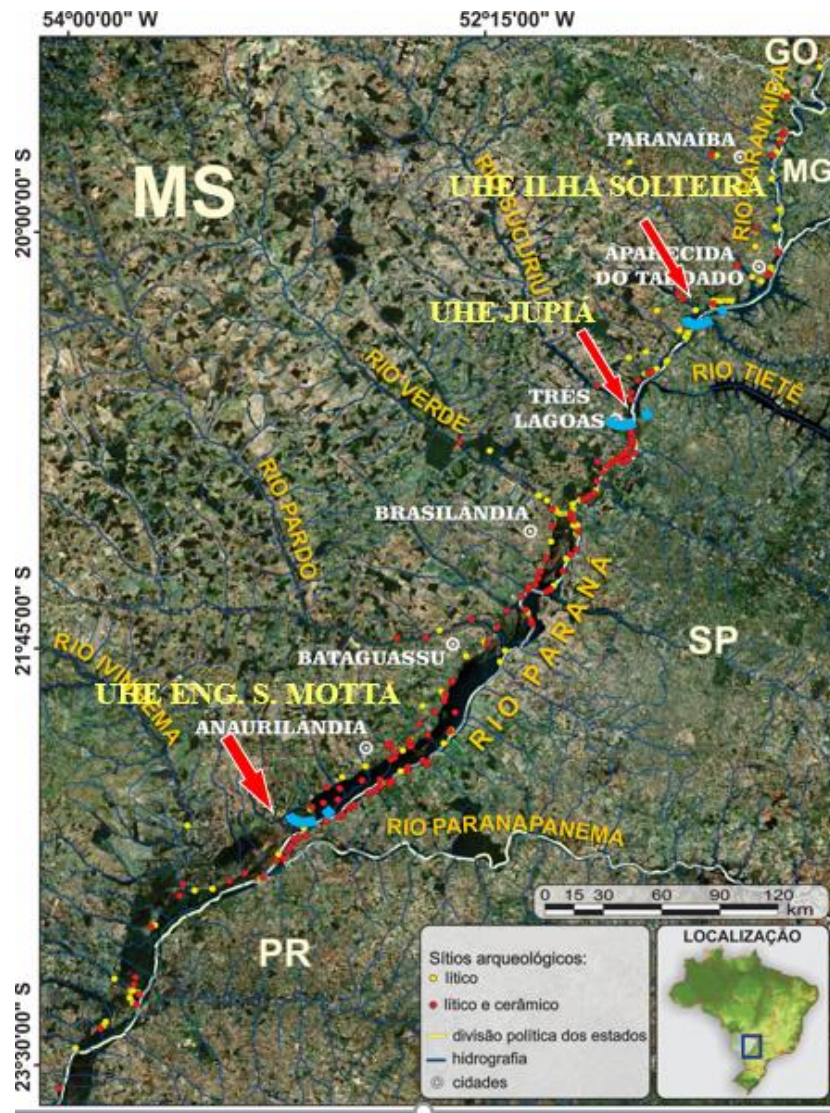 54°00'00" W
52°15'00" W
GO
RIO PARANAIBA
PARANAÍBA
MG
MS
RIO SUCURIÚ
UHE ILHA SOLTEIRA
20°00'00" S
APARECIDA
DO TABOADO
UHE JUPIÁ
RIO TIETÊ
RIO VERDE
TRÊS
LAGOAS
RIO PARDO
BRASILÂNDIA
RIO PARANÁ
SP
21°45'00" S
BATAGUASSU
RIO IVINHEMA
UHE ENG. S. MOTTA
ANAURILÂNDIA
RIO PARANAPANEMA
0 15 30 60 90 120
km
PR
Sítios arqueológicos:
lítico
lítico e cerâmico
divisão política dos estados
hidrografia
cidades
LOCALIZAÇÃO
23°30'00" S